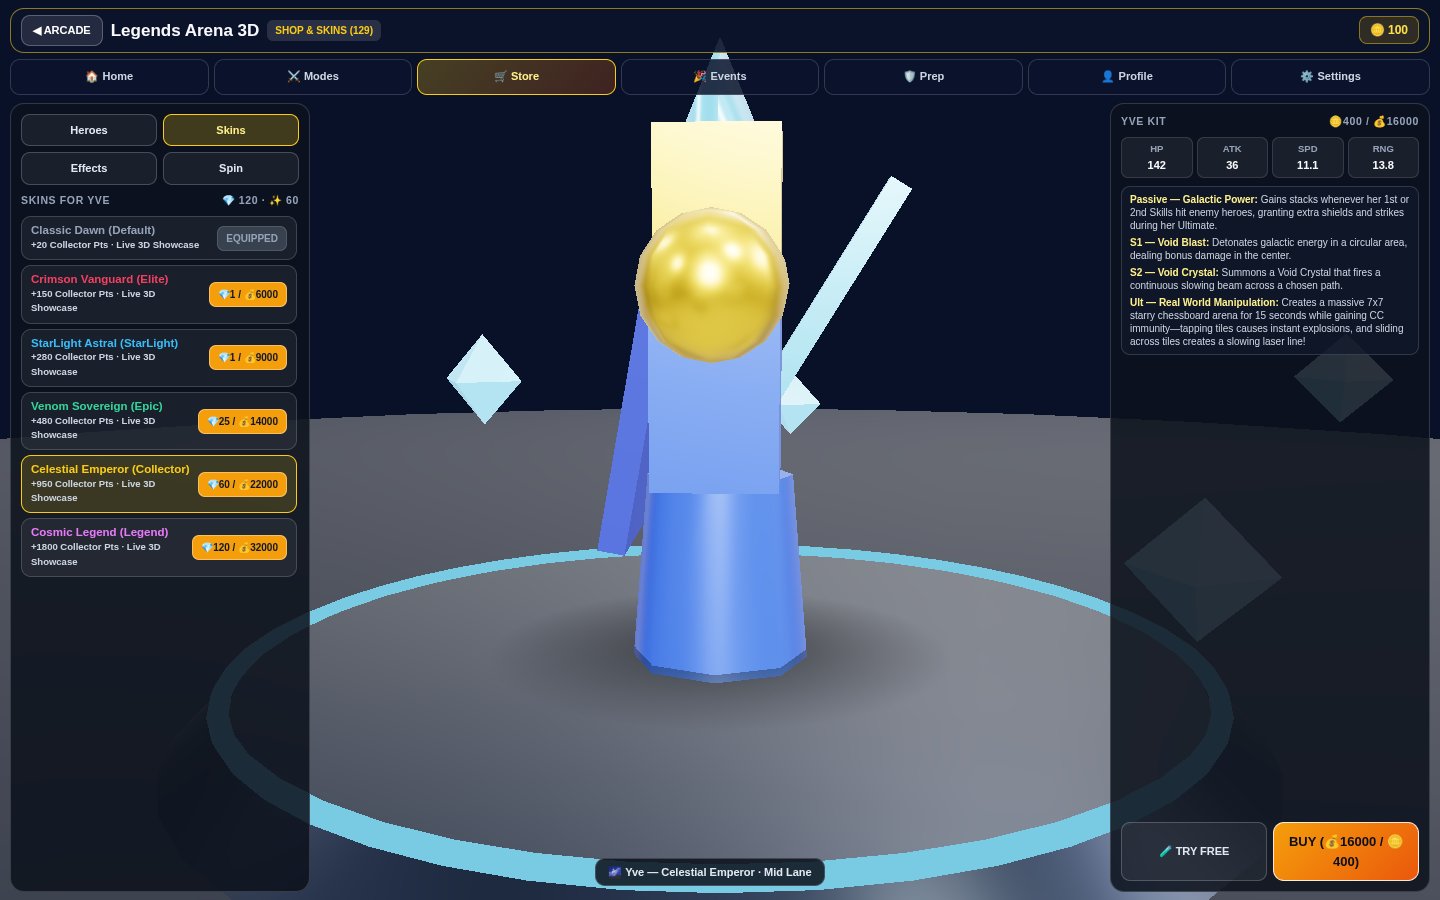 ◀ ARCADE
Legends Arena 3D
SHOP & SKINS (129)
🪙 100
🏠 Home
⚔️ Modes
🛒 Store
🎉 Events
🛡️ Prep
👤 Profile
⚙️ Settings
Heroes
Skins
Effects
Spin
SKINS FOR YVE
💎 120 · ✨ 60
Classic Dawn (Default)
+20 Collector Pts · Live 3D Showcase
EQUIPPED
Crimson Vanguard (Elite)
+150 Collector Pts · Live 3D
Showcase
💎1 / 💰6000
StarLight Astral (StarLight)
+280 Collector Pts · Live 3D
Showcase
💎1 / 💰9000
Venom Sovereign (Epic)
+480 Collector Pts · Live 3D
Showcase
💎25 / 💰14000
Celestial Emperor (Collector)
+950 Collector Pts · Live 3D
Showcase
💎60 / 💰22000
Cosmic Legend (Legend)
+1800 Collector Pts · Live 3D
Showcase
💎120 / 💰32000
🌌 Yve — Celestial Emperor · Mid Lane
YVE KIT
🪙400 / 💰16000
HP
142
ATK
36
SPD
11.1
RNG
13.8
Passive — Galactic Power: Gains stacks whenever her 1st or
2nd Skills hit enemy heroes, granting extra shields and strikes
during her Ultimate.
S1 — Void Blast: Detonates galactic energy in a circular area,
dealing bonus damage in the center.
S2 — Void Crystal: Summons a Void Crystal that fires a
continuous slowing beam across a chosen path.
Ult — Real World Manipulation: Creates a massive 7x7
starry chessboard arena for 15 seconds while gaining CC
immunity—tapping tiles causes instant explosions, and sliding
across tiles creates a slowing laser line!
🧪 TRY FREE
BUY (💰16000 / 🪙
400)